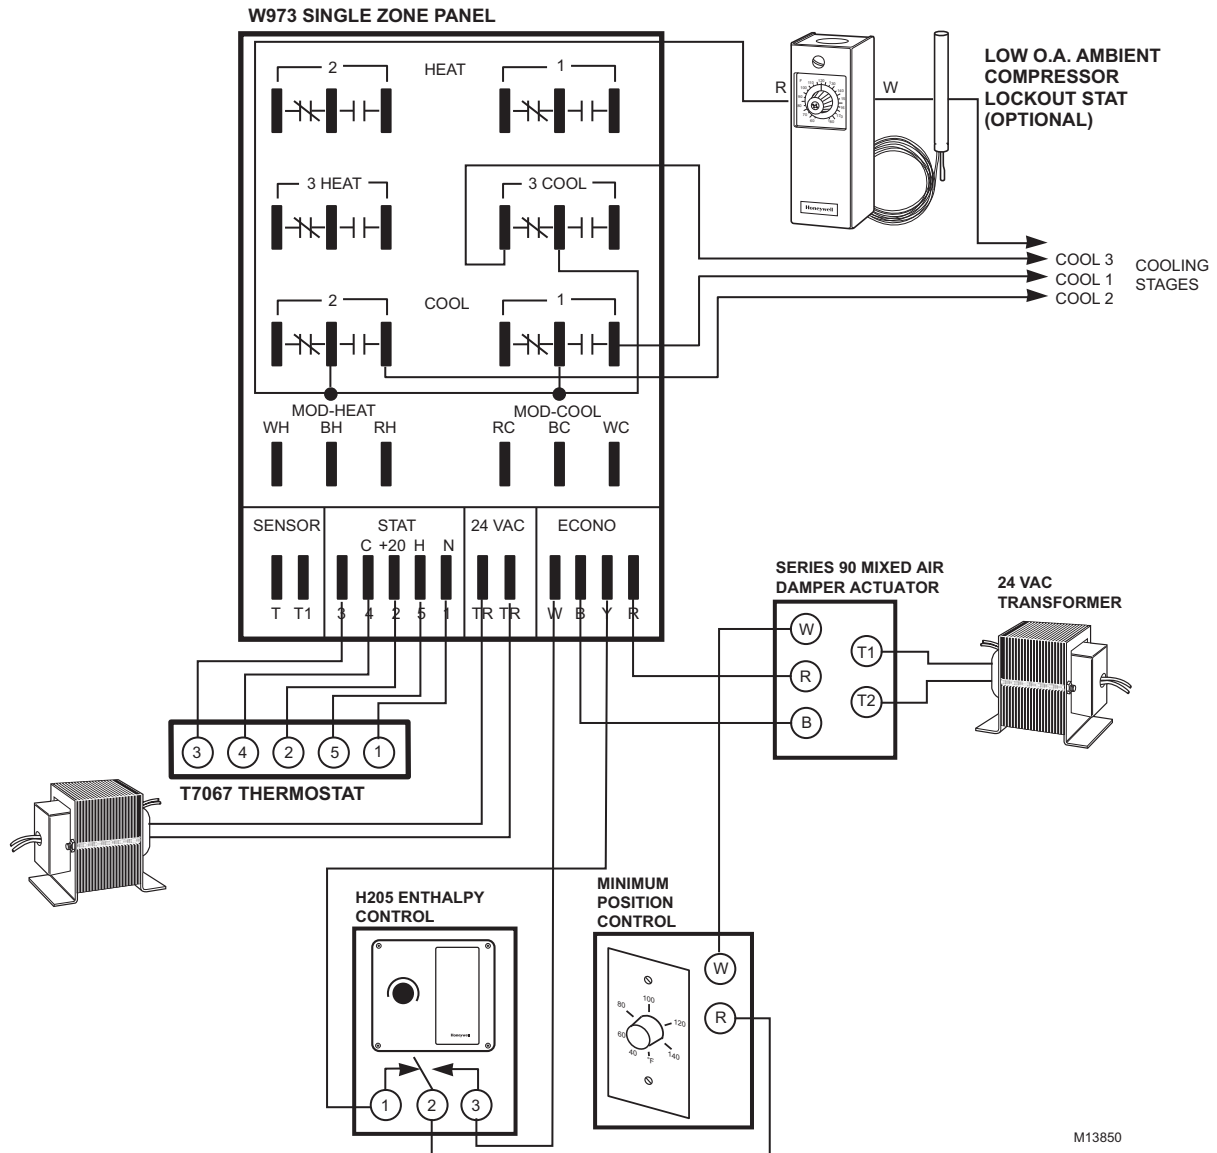 W973 SINGLE ZONE PANEL
2 HEAT 1
3 HEAT 3 COOL
2 COOL 1
MOD-HEAT MOD-COOL
WH BH RH RC BC WC
SENSOR STAT 24 VAC ECONO
C +20 H N
T T1 3 4 2 5 1 TR TR W B Y R
R W
Honeywell
LOW O.A. AMBIENT
COMPRESSOR
LOCKOUT STAT
(OPTIONAL)
COOL 3
COOL 1
COOL 2
COOLING
STAGES
SERIES 90 MIXED AIR
DAMPER ACTUATOR
W
R
B
T1
T2
24 VAC
TRANSFORMER
3 4 2 5 1
T7067 THERMOSTAT
H205 ENTHALPY
CONTROL
Honeywell
1 2 3
MINIMUM
POSITION
CONTROL
W
R
100
80 120
60
40 °F 140
M13850